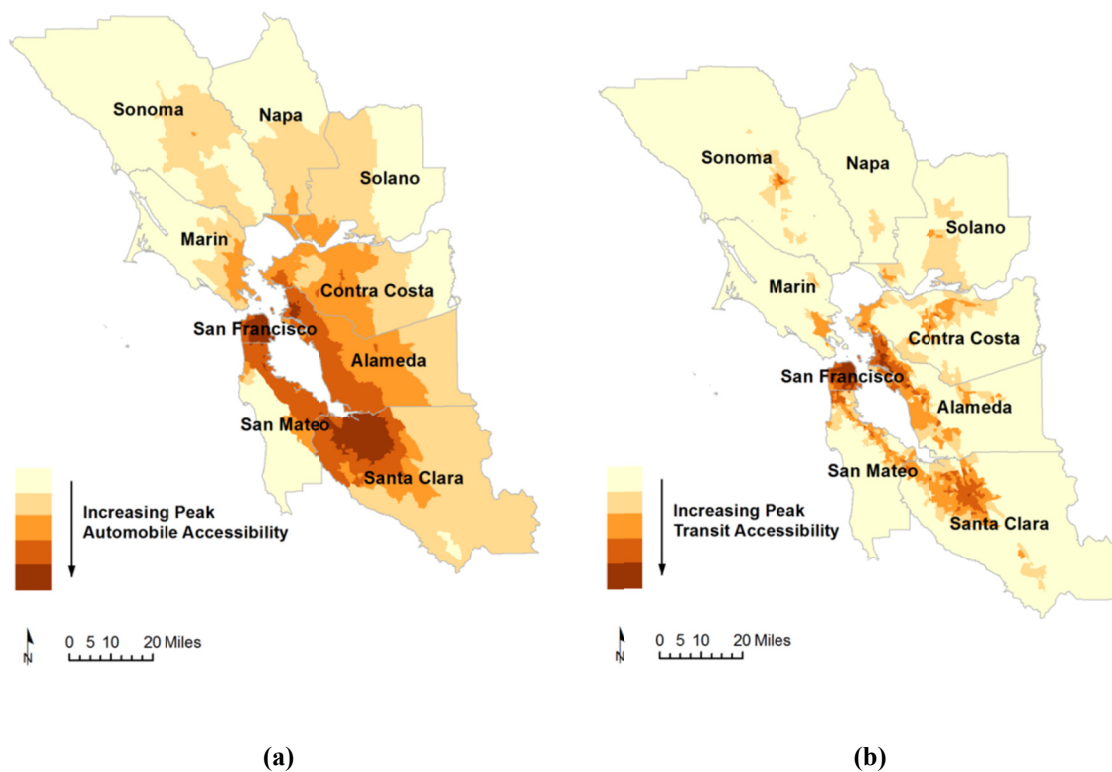 Sonoma
Napa
Solano
Marin
Contra Costa
San Francisco
Alameda
San Mateo
Santa Clara
Increasing Peak
Automobile Accessibility
N
0 5 10 20 Miles
(a)
Sonoma
Napa
Solano
Marin
Contra Costa
San Francisco
Alameda
San Mateo
Santa Clara
Increasing Peak
Transit Accessibility
N
0 5 10 20 Miles
(b)